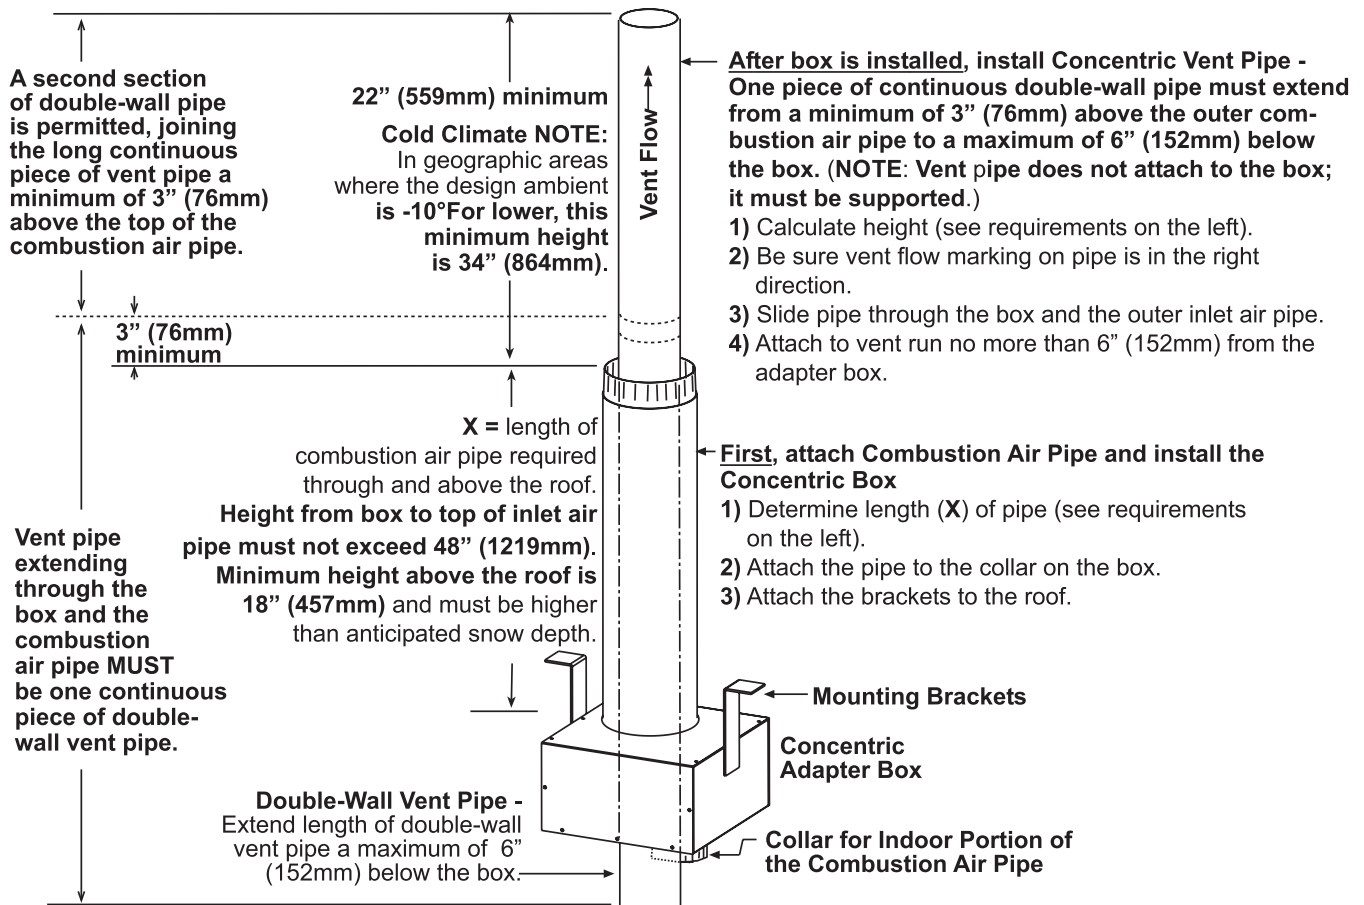 A second section
of double-wall pipe
is permitted, joining
the long continuous
piece of vent pipe a
minimum of 3” (76mm)
above the top of the
combustion air pipe.
22” (559mm) minimum
Cold Climate NOTE:
In geographic areas
where the design ambient
is -10°For lower, this
minimum height
is 34” (864mm).
Vent Flow
After box is installed, install Concentric Vent Pipe -
One piece of continuous double-wall pipe must extend
from a minimum of 3” (76mm) above the outer com-
bustion air pipe to a maximum of 6” (152mm) below
the box. (NOTE: Vent pipe does not attach to the box;
it must be supported.)
1) Calculate height (see requirements on the left).
2) Be sure vent flow marking on pipe is in the right
direction.
3) Slide pipe through the box and the outer inlet air pipe.
4) Attach to vent run no more than 6” (152mm) from the
adapter box.
3” (76mm)
minimum
X = length of
combustion air pipe required
through and above the roof.
Height from box to top of inlet air
pipe must not exceed 48” (1219mm).
Minimum height above the roof is
18” (457mm) and must be higher
than anticipated snow depth.
First, attach Combustion Air Pipe and install the
Concentric Box
1) Determine length (X) of pipe (see requirements
on the left).
2) Attach the pipe to the collar on the box.
3) Attach the brackets to the roof.
Vent pipe
extending
through the
box and the
combustion
air pipe MUST
be one continuous
piece of double-
wall vent pipe.
Mounting Brackets
Concentric
Adapter Box
Double-Wall Vent Pipe -
Extend length of double-wall
vent pipe a maximum of 6”
(152mm) below the box.
Collar for Indoor Portion of
the Combustion Air Pipe